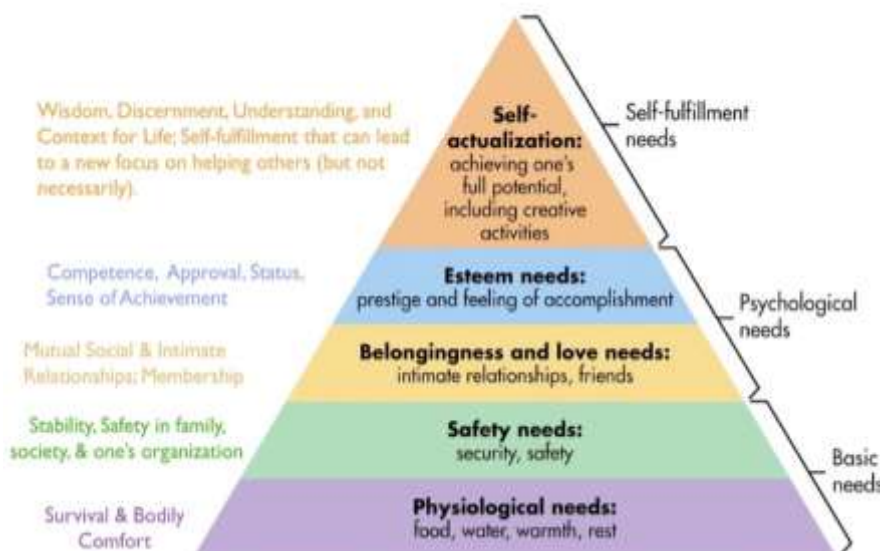 Wisdom, Discernment, Understanding, and
Context for Life; Self-fulfillment that can lead
to a new focus on helping others (but not
necessarily).
Self-
actualization:
achieving one's
full potential,
including creative
activities
Self-fulfillment
needs
Competence, Approval, Status,
Sense of Achievement
Esteem needs:
prestige and feeling of accomplishment
Psychological
needs
Mutual Social & Intimate
Relationships; Membership
Belongingness and love needs:
intimate relationships, friends
Stability, Safety in family,
society, & one's organization
Safety needs:
security, safety
Basic
needs
Survival & Bodily
Comfort
Physiological needs:
food, water, warmth, rest